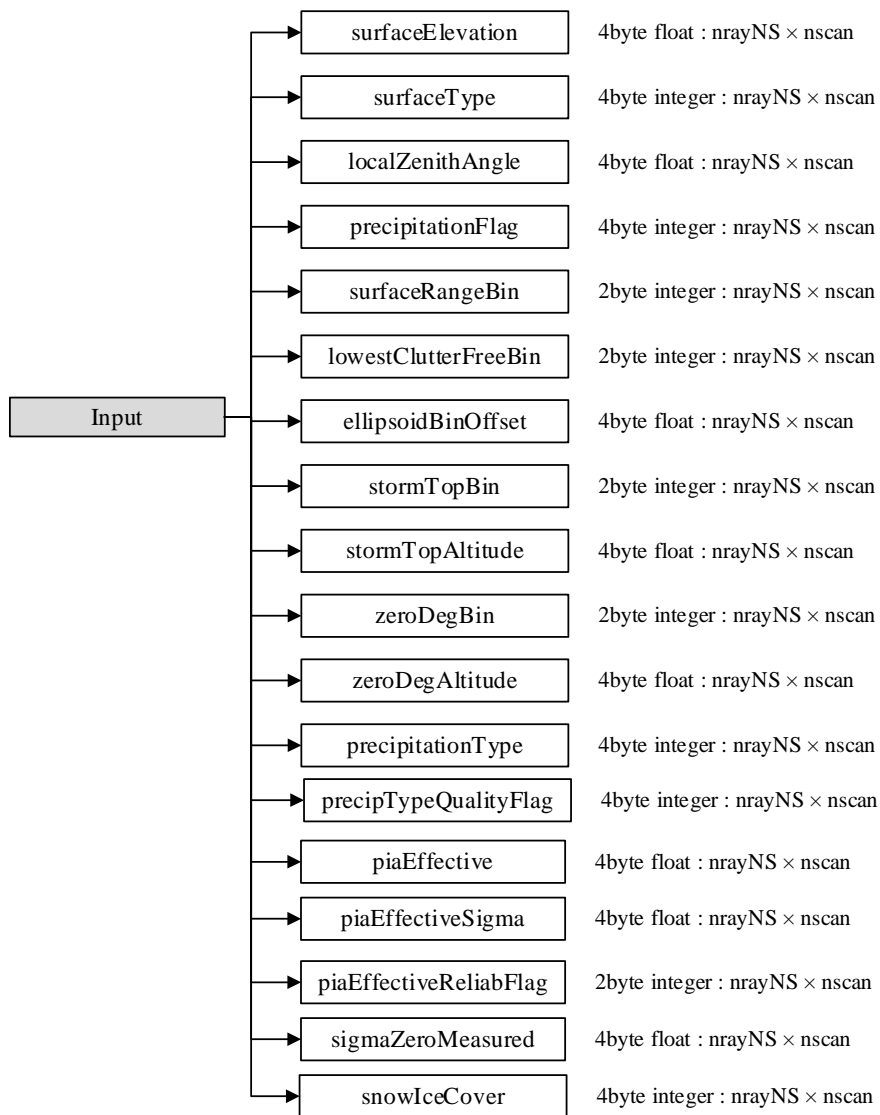 surfaceElevation 4byte float : nrayNS × nscan
surfaceType 4byte integer : nrayNS × nscan
localZenithAngle 4byte float : nrayNS × nscan
precipitationFlag 4byte integer : nrayNS × nscan
surfaceRangeBin 2byte integer : nrayNS × nscan
lowestClutterFreeBin 2byte integer : nrayNS × nscan
Input ellipsoidBinOffset 4byte float : nrayNS × nscan
stormTopBin 2byte integer : nrayNS × nscan
stormTopAltitude 4byte float : nrayNS × nscan
zeroDegBin 2byte integer : nrayNS × nscan
zeroDegAltitude 4byte float : nrayNS × nscan
precipitationType 4byte integer : nrayNS × nscan
precipTypeQualityFlag 4byte integer : nrayNS × nscan
piaEffective 4byte float : nrayNS × nscan
piaEffectiveSigma 4byte float : nrayNS × nscan
piaEffectiveReliabFlag 2byte integer : nrayNS × nscan
sigmaZeroMeasured 4byte float : nrayNS × nscan
snowIceCover 4byte integer : nrayNS × nscan